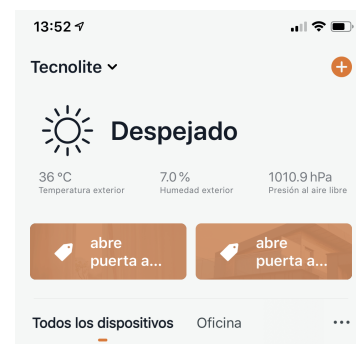 13:52
Tecnolite
Despejado
36 °C 7.0 % 1010.9 hPa
Temperatura exterior Humedad exterior Presión al aire libre
abre puerta a...
abre puerta a...
Todos los dispositivos Oficina ...